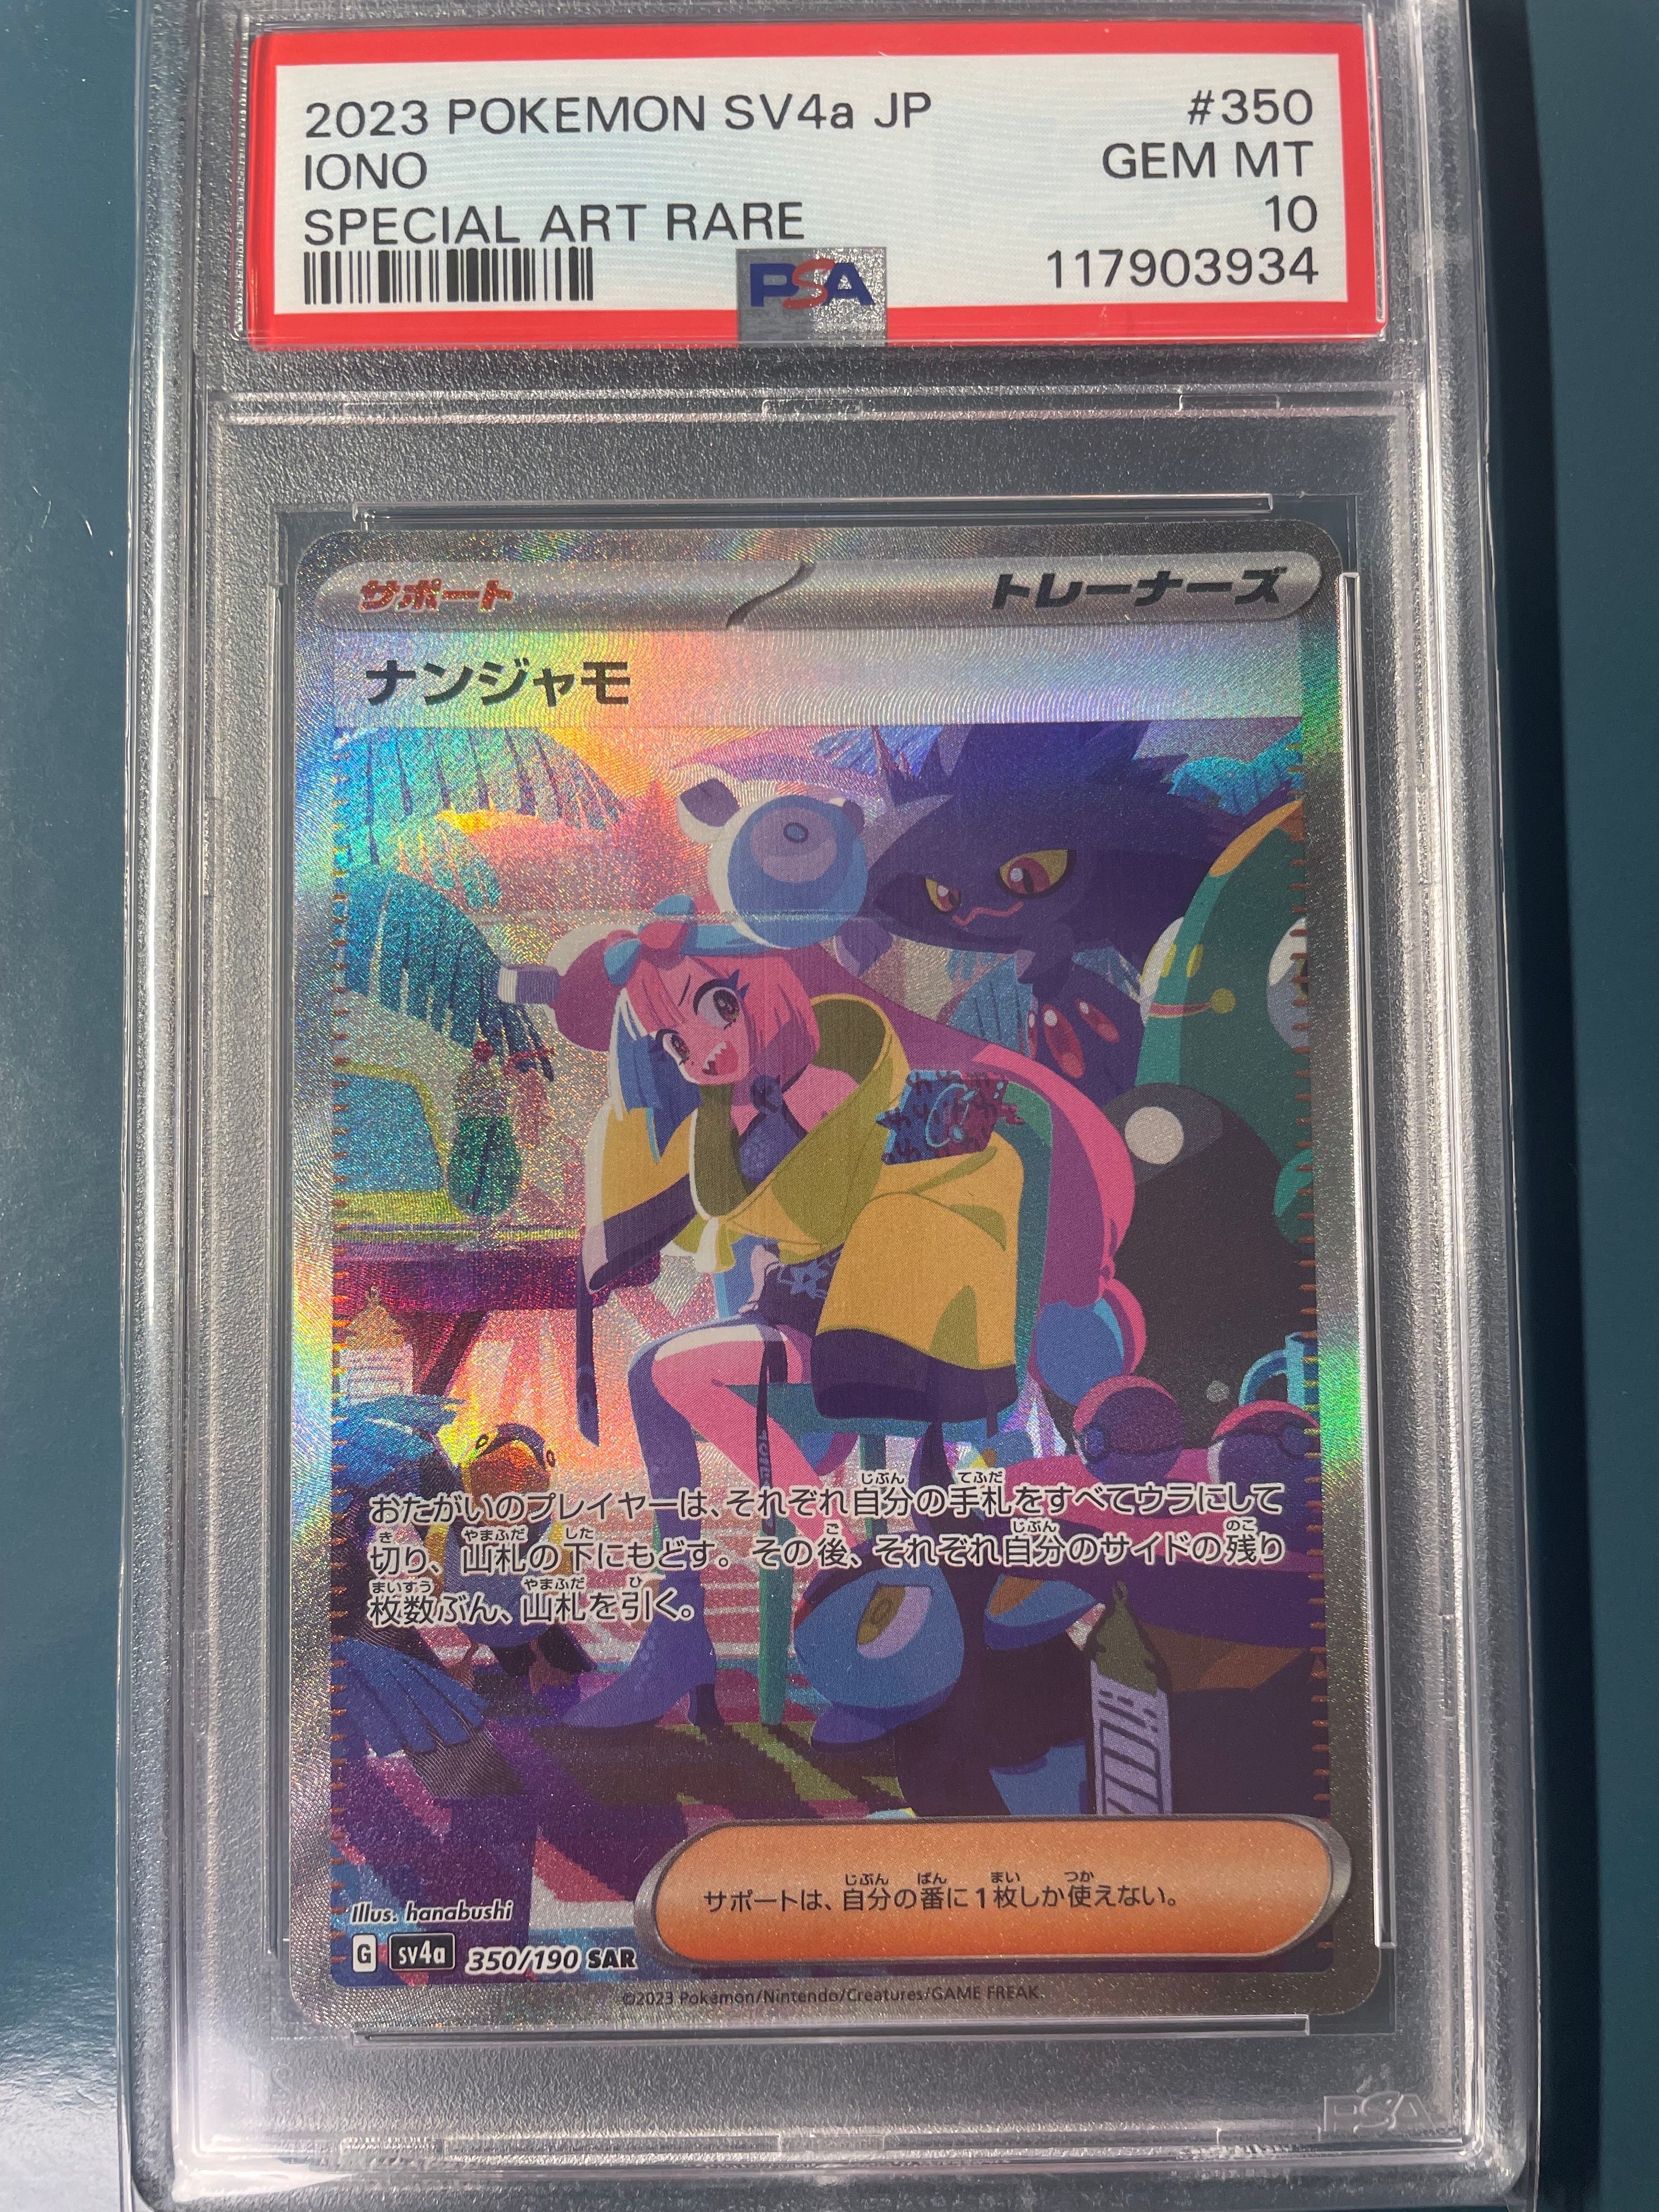 2023 POKEMON SV4a JP #350
IONO GEM MT
SPECIAL ART RARE 10
PSA 117903934
サポート トレーナーズ
ナンジャモ
おたがいのプレイヤーは、それぞれ自分の手札をすべてウラにして
切り、山札の下にもどす。その後、それぞれ自分のサイドの残り
枚数ぶん、山札を引く。
サポートは、自分の番に1枚しか使えない。
Illus. hanabushi
G sv4a 350/190 SAR
©2023 Pokémon/Nintendo/Creatures/GAME FREAK.
PSA